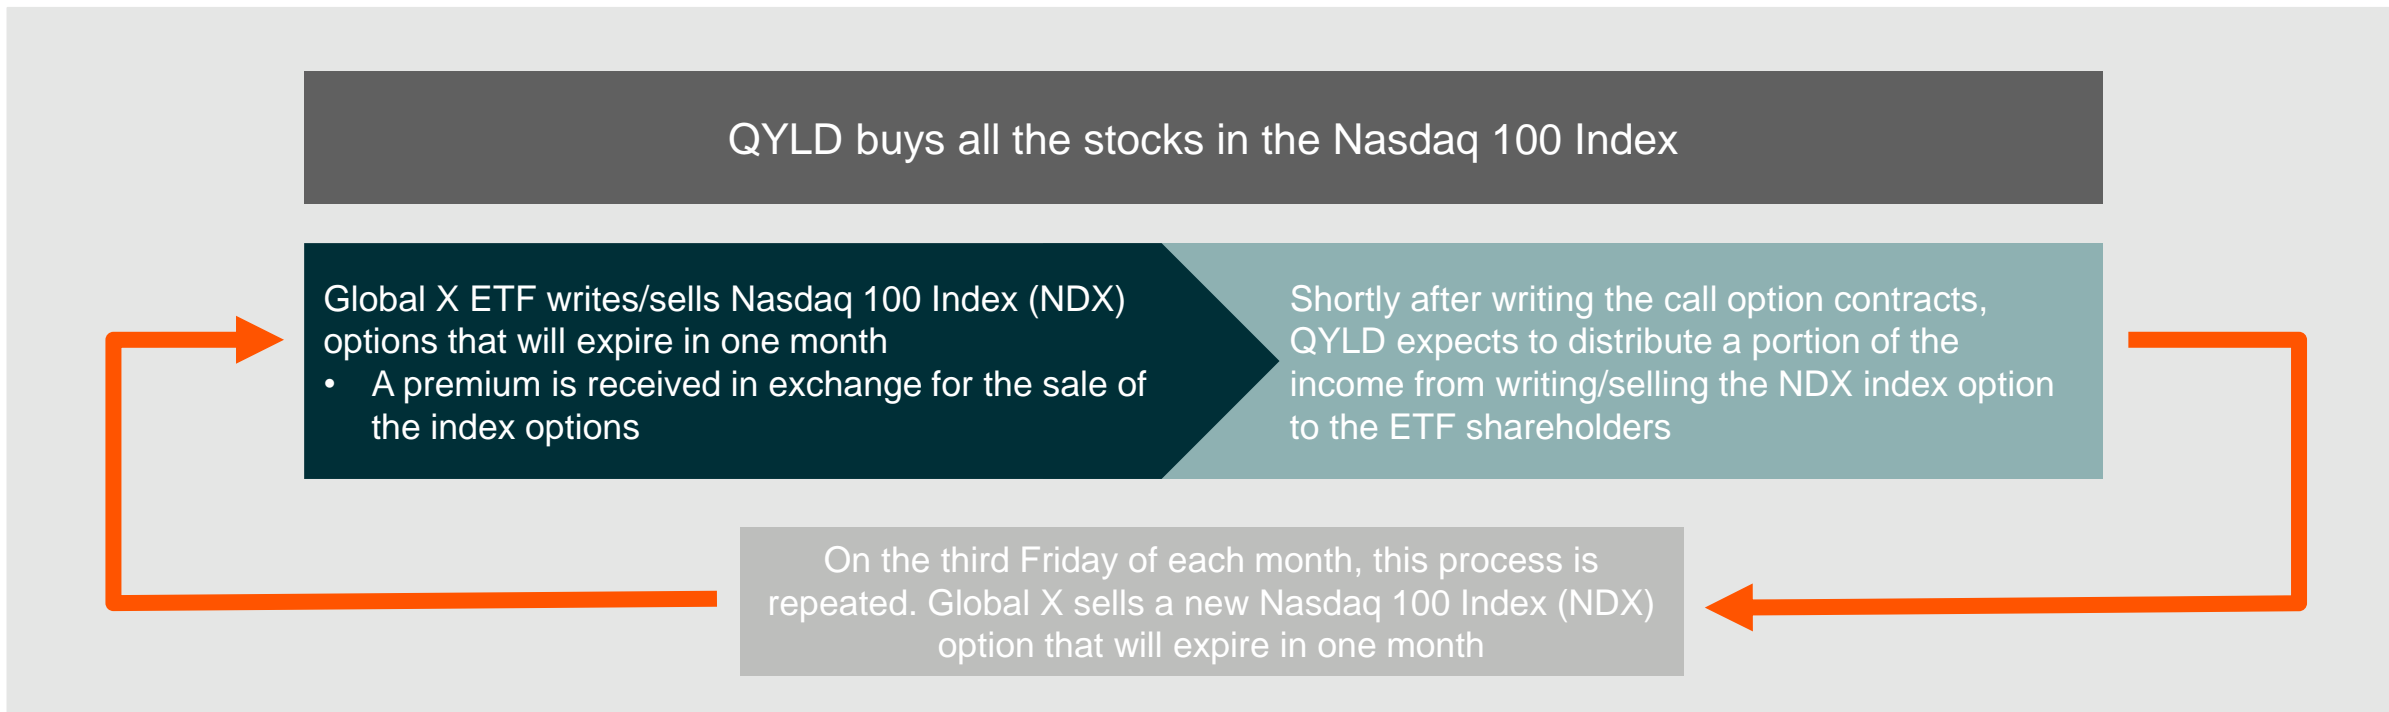 QYLD buys all the stocks in the Nasdaq 100 Index
Global X ETF writes/sells Nasdaq 100 Index (NDX)
options that will expire in one month
• A premium is received in exchange for the sale of
the index options
Shortly after writing the call option contracts,
QYLD expects to distribute a portion of the
income from writing/selling the NDX index option
to the ETF shareholders
On the third Friday of each month, this process is
repeated. Global X sells a new Nasdaq 100 Index (NDX)
option that will expire in one month